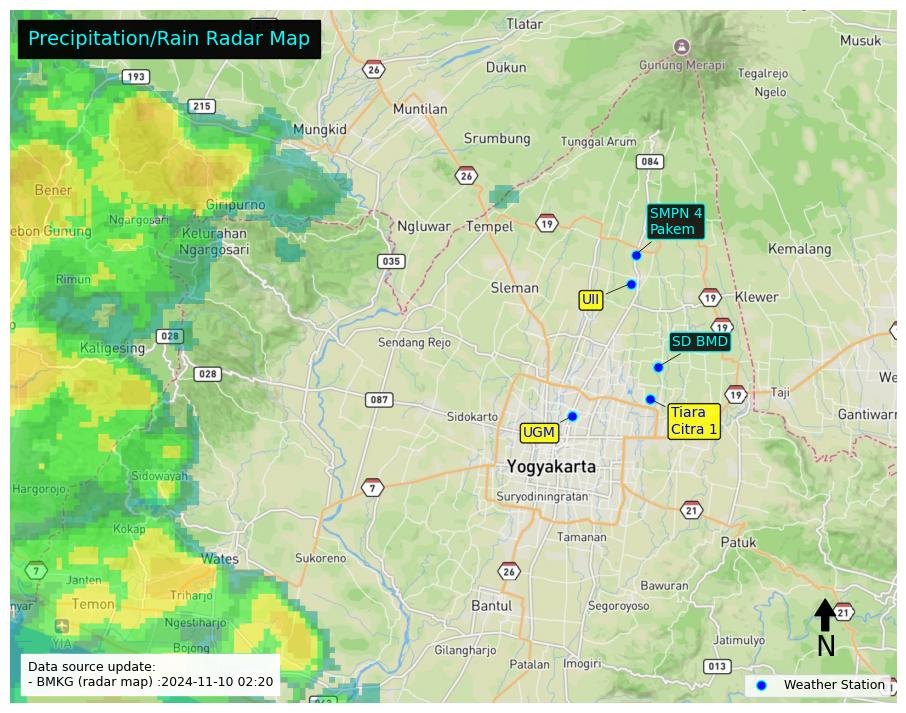 Precipitation/Rain Radar Map
Tlatar
Musuk
Gunung Merapi
Tegalrejo
Ngelo
Dukun
26
193
215
Muntilan
Mungkid
Srumbung
Tunggal Arum
084
26
Bener
Giripurno
Ngargosari
ebon Gunung
Kelurahan
Ngargosari
Ngluwar
Tempel
19
SMPN 4
Pakem
Kemalang
035
Rimun
Sleman
UII
19
Klewer
19
028
Kaligesing
Sendang Rejo
SD BMD
028
We
087
19
Taji
Sidokarto
UGM
Tiara
Citra 1
Gantiwarn
Yogyakarta
Sidowayah
Hargorojo
7
Suryodiningratan
21
Kokap
Tamanan
Patuk
Wates
Sukoreno
7
Janten
26
Bawuran
Triharjo
Temon
nyar
Bantul
Segoroyoso
21
Ngestiharjo
YIA
Bojong
Gilangharjo
Jatimulyo
N
Patalan
Imogiri
013
Data source update:
- BMKG (radar map) :2024-11-10 02:20
Weather Station